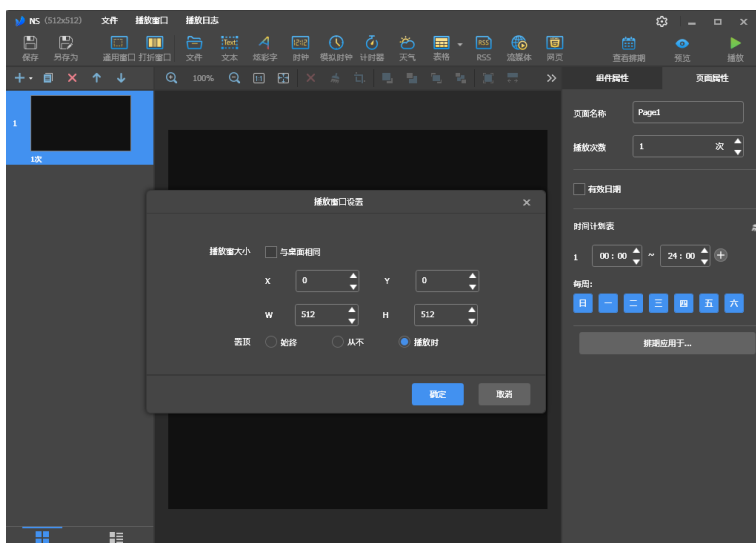 NS (512x512) 文件 播放窗口 播放日志
保存 另存为 通用窗口 打折窗口 文件 文本 炫彩字 时钟 模拟时钟 计时器 天气 表格 RSS 流媒体 网页 查看排期 预览 播放
Text
12:12
RSS
100%
1:1
组件属性 页面属性
1
1次
页面名称 Page1
播放次数 1 次
有效日期
时间计划表
1 00 : 00 ~ 24 : 00
每周:
日 一 二 三 四 五 六
排期应用于...
播放窗口设置
播放窗大小 与桌面相同
X 0 Y 0
W 512 H 512
置顶 始终 从不 播放时
确定 取消